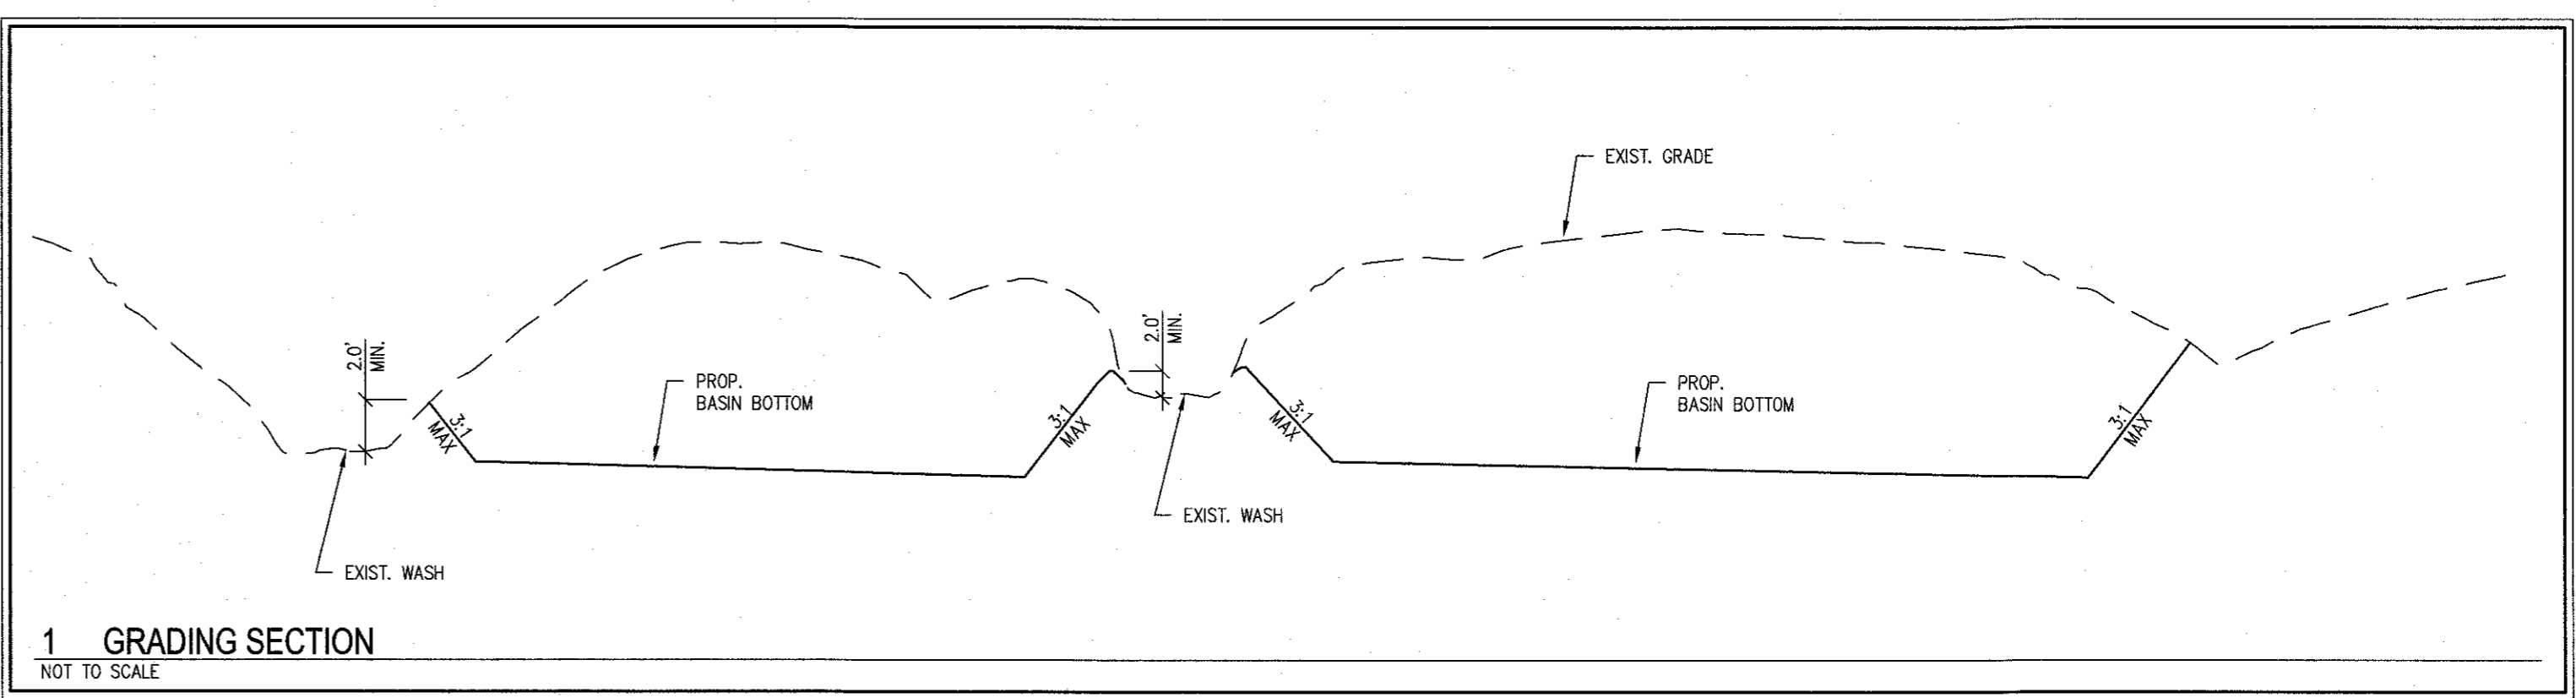 EXIST. GRADE
2.0'
MIN.
2.0'
MIN.
PROP.
BASIN BOTTOM
PROP.
BASIN BOTTOM
3:1
MAX
3:1
MAX
3:1
MAX
3:1
MAX
EXIST. WASH
EXIST. WASH
1 GRADING SECTION
NOT TO SCALE